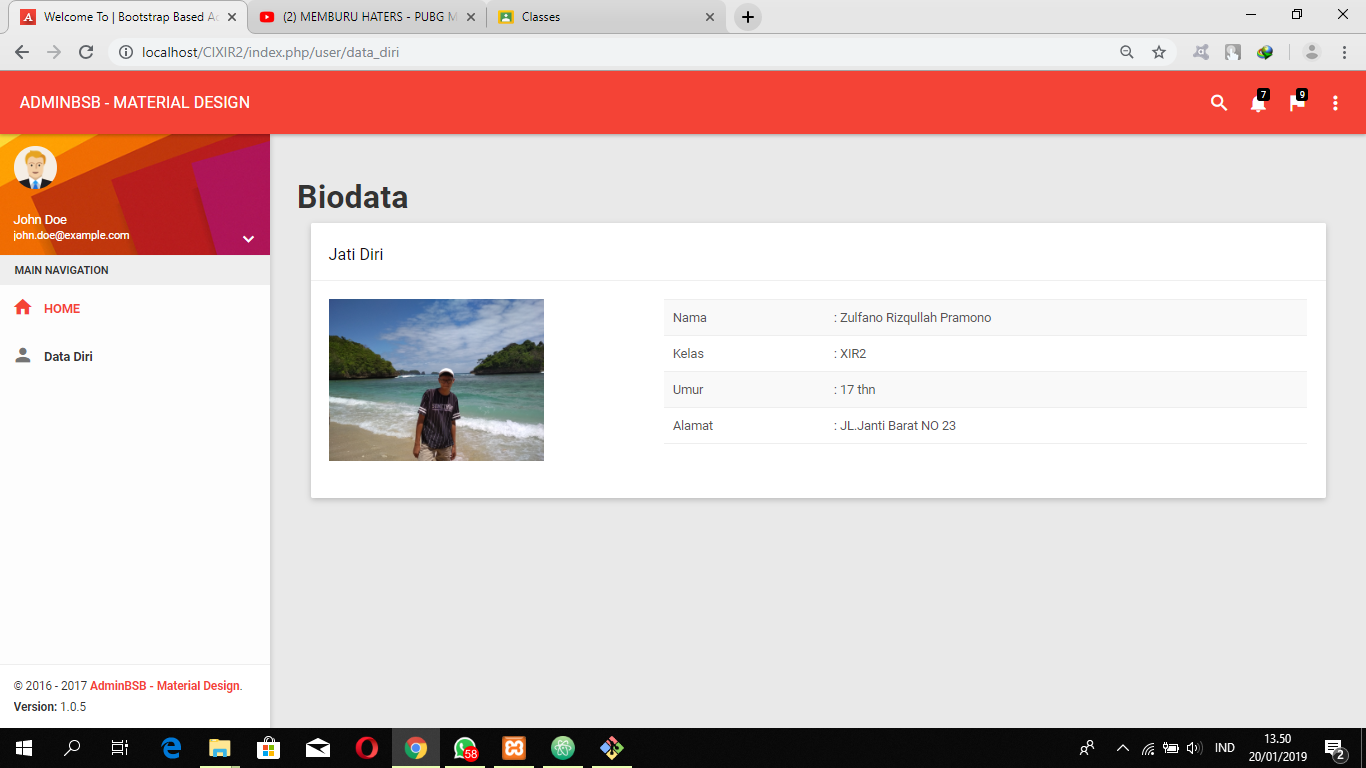 Welcome To | Bootstrap Based Ad
(2) MEMBURU HATERS - PUBG M
Classes
localhost/CIXIR2/index.php/user/data_diri
ADMINBSB - MATERIAL DESIGN
7
9
John Doe
john.doe@example.com
MAIN NAVIGATION
HOME
Data Diri
Biodata
Jati Diri
Nama : Zulfano Rizqullah Pramono
Kelas : XIR2
Umur : 17 thn
Alamat : JL.Janti Barat NO 23
© 2016 - 2017 AdminBSB - Material Design.
Version: 1.0.5
58
IND
13.50
20/01/2019
2